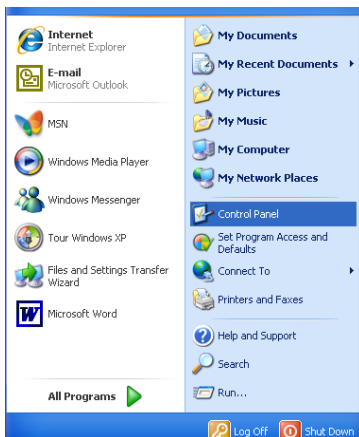 Internet
Internet Explorer
E-mail
Microsoft Outlook
MSN
Windows Media Player
Windows Messenger
Tour Windows XP
Files and Settings Transfer
Wizard
Microsoft Word
All Programs
My Documents
My Recent Documents
My Pictures
My Music
My Computer
My Network Places
Control Panel
Set Program Access and
Defaults
Connect To
Printers and Faxes
Help and Support
Search
Run...
Log Off
Shut Down